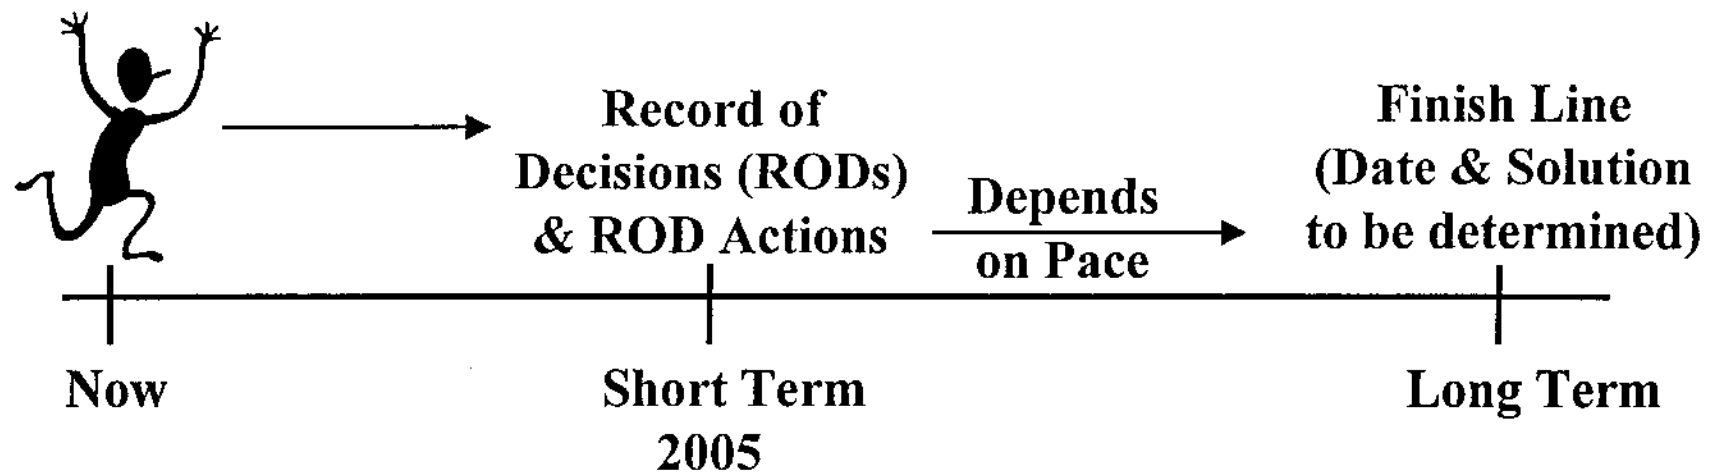 Record of
Decisions (RODs)
& ROD Actions
Depends
on Pace
Finish Line
(Date & Solution
to be determined)
Now
Short Term
2005
Long Term